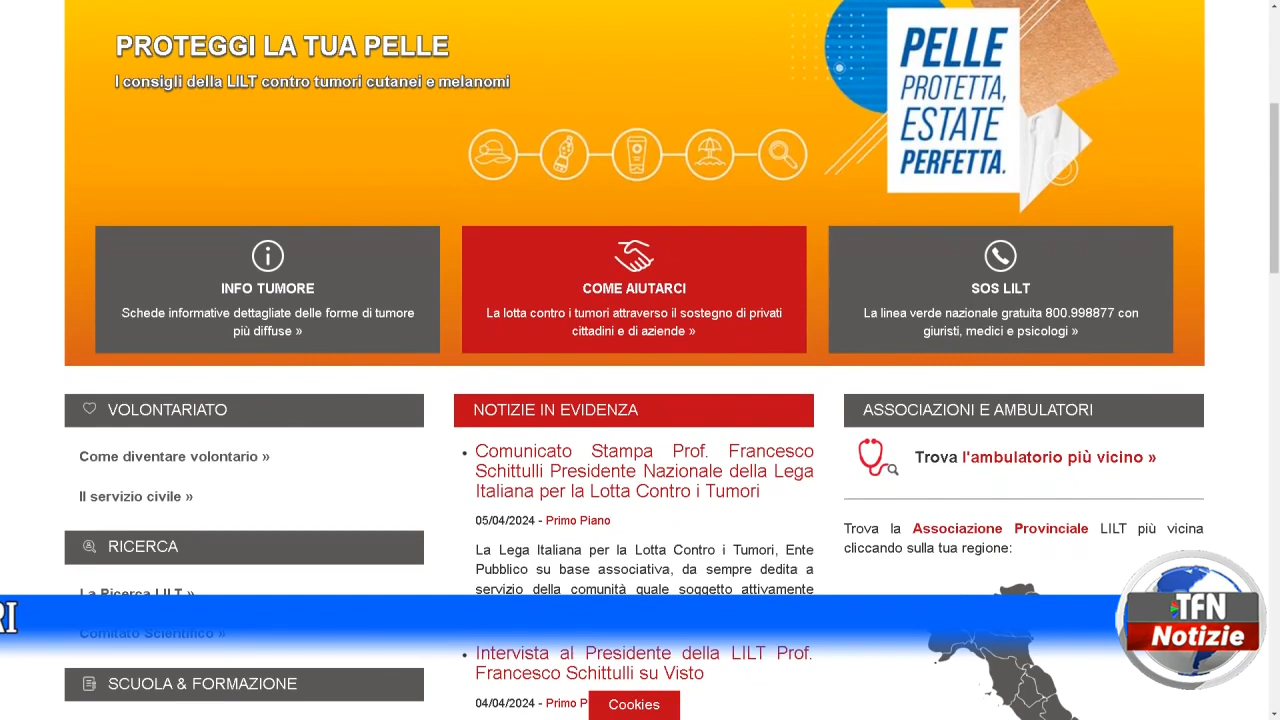 PROTEGGI LA TUA PELLE
I consigli della LILT contro tumori cutanei e melanomi
PELLE
PROTETTA,
ESTATE
PERFETTA.
INFO TUMORE
Schede informative dettagliate delle forme di tumore
più diffuse »
COME AIUTARCI
La lotta contro i tumori attraverso il sostegno di privati
cittadini e di aziende »
SOS LILT
La linea verde nazionale gratuita 800.998877 con
giuristi, medici e psicologi »
VOLONTARIATO
Come diventare volontario »
Il servizio civile »
RICERCA
La Ricerca LILT »
Comitato Scientifico »
SCUOLA & FORMAZIONE
NOTIZIE IN EVIDENZA
Comunicato Stampa Prof. Francesco
Schittulli Presidente Nazionale della Lega
Italiana per la Lotta Contro i Tumori
05/04/2024 - Primo Piano
La Lega Italiana per la Lotta Contro i Tumori, Ente
Pubblico su base associativa, da sempre dedita a
servizio della comunità quale soggetto attivamente
Intervista al Presidente della LILT Prof.
Francesco Schittulli su Visto
04/04/2024 - Primo P
Cookies
ASSOCIAZIONI E AMBULATORI
Trova l'ambulatorio più vicino »
Trova la Associazione Provinciale LILT più vicina
cliccando sulla tua regione:
RI
TFN
Notizie